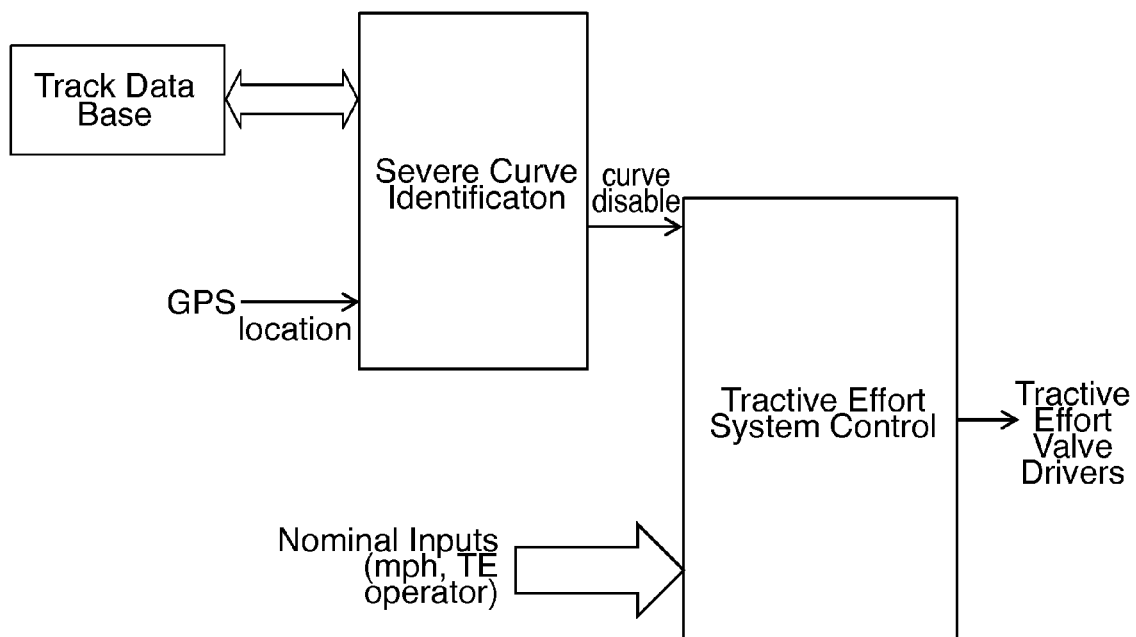 Track Data
Base
Severe Curve
Identificaton
curve
disable
GPS
location
Tractive Effort
System Control
Tractive
Effort
Valve
Drivers
Nominal Inputs
(mph, TE
operator)